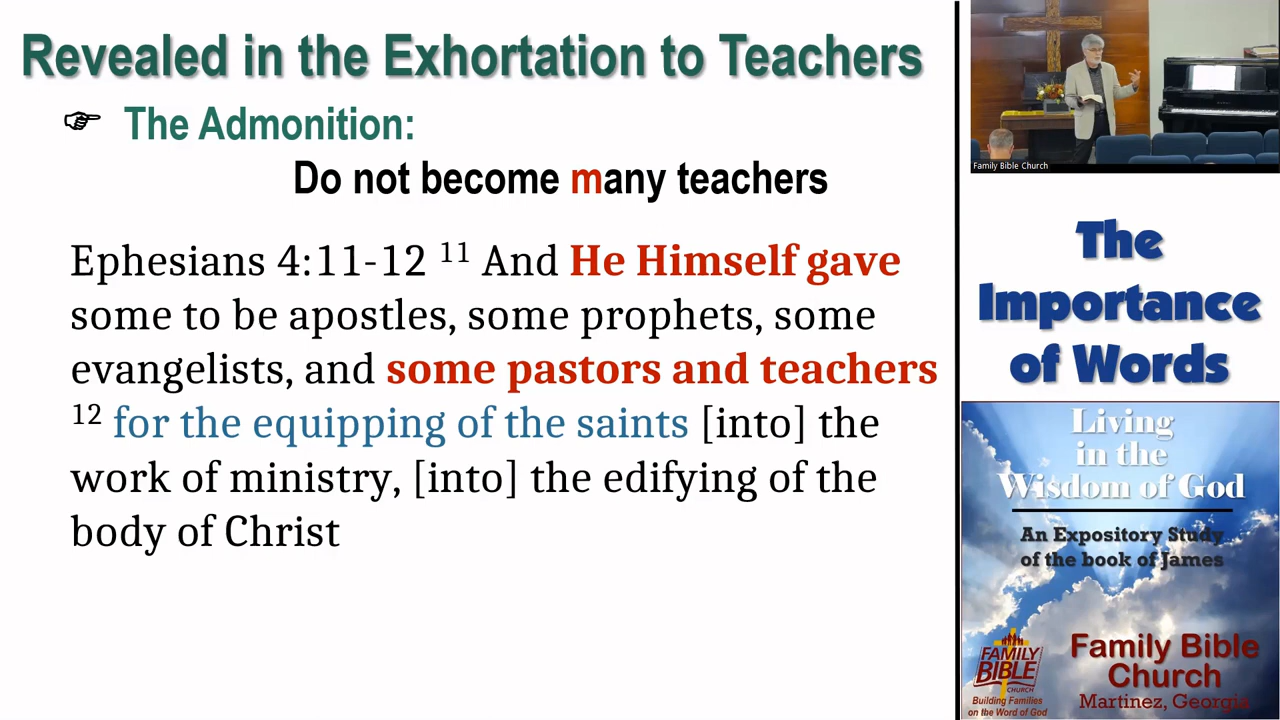 Revealed in the Exhortation to Teachers
The Admonition:
Do not become many teachers
Ephesians 4:11-12 11 And He Himself gave
some to be apostles, some prophets, some
evangelists, and some pastors and teachers
12 for the equipping of the saints [into] the
work of ministry, [into] the edifying of the
body of Christ
Family Bible Church
The
Importance
of Words
Living
in the
Wisdom of God
An Expository Study
of the book of James
FAMILY
BIBLE
CHURCH
Building Families
on the Word of God
Family Bible
Church
Martinez, Georgia